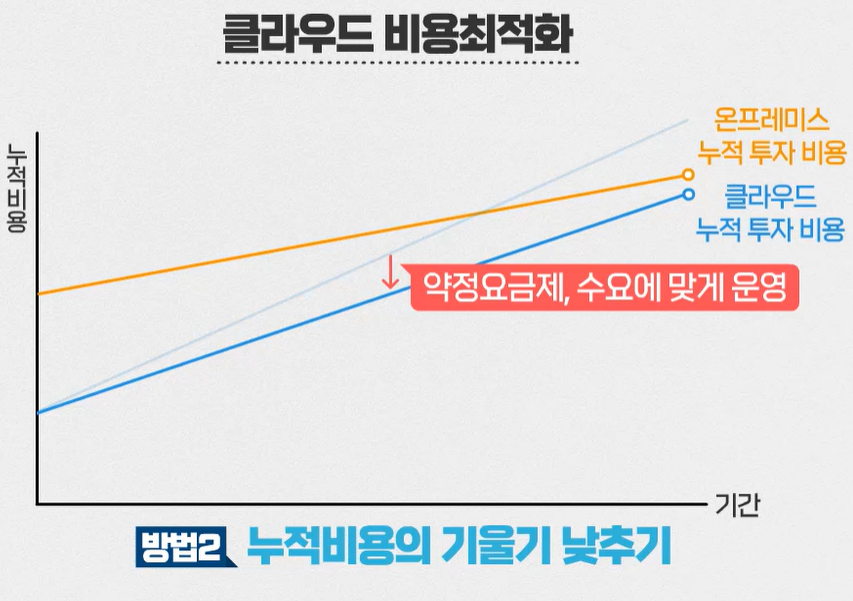 클라우드 비용최적화
누적비용
온프레미스
누적 투자 비용
클라우드
누적 투자 비용
약정요금제, 수요에 맞게 운영
기간
방법2 누적비용의 기울기 낮추기